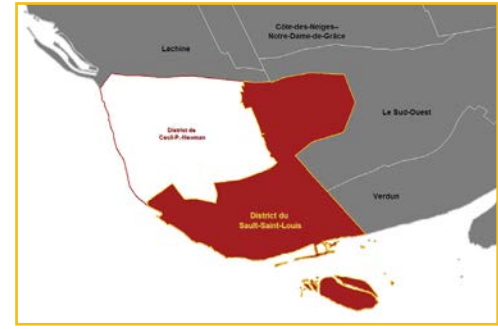 Côte-des-Neiges–
Notre-Dame-de-Grâce
Lachine
District de
Cecil-P.-Newman
Le Sud-Ouest
Verdun
District du
Sault-Saint-Louis